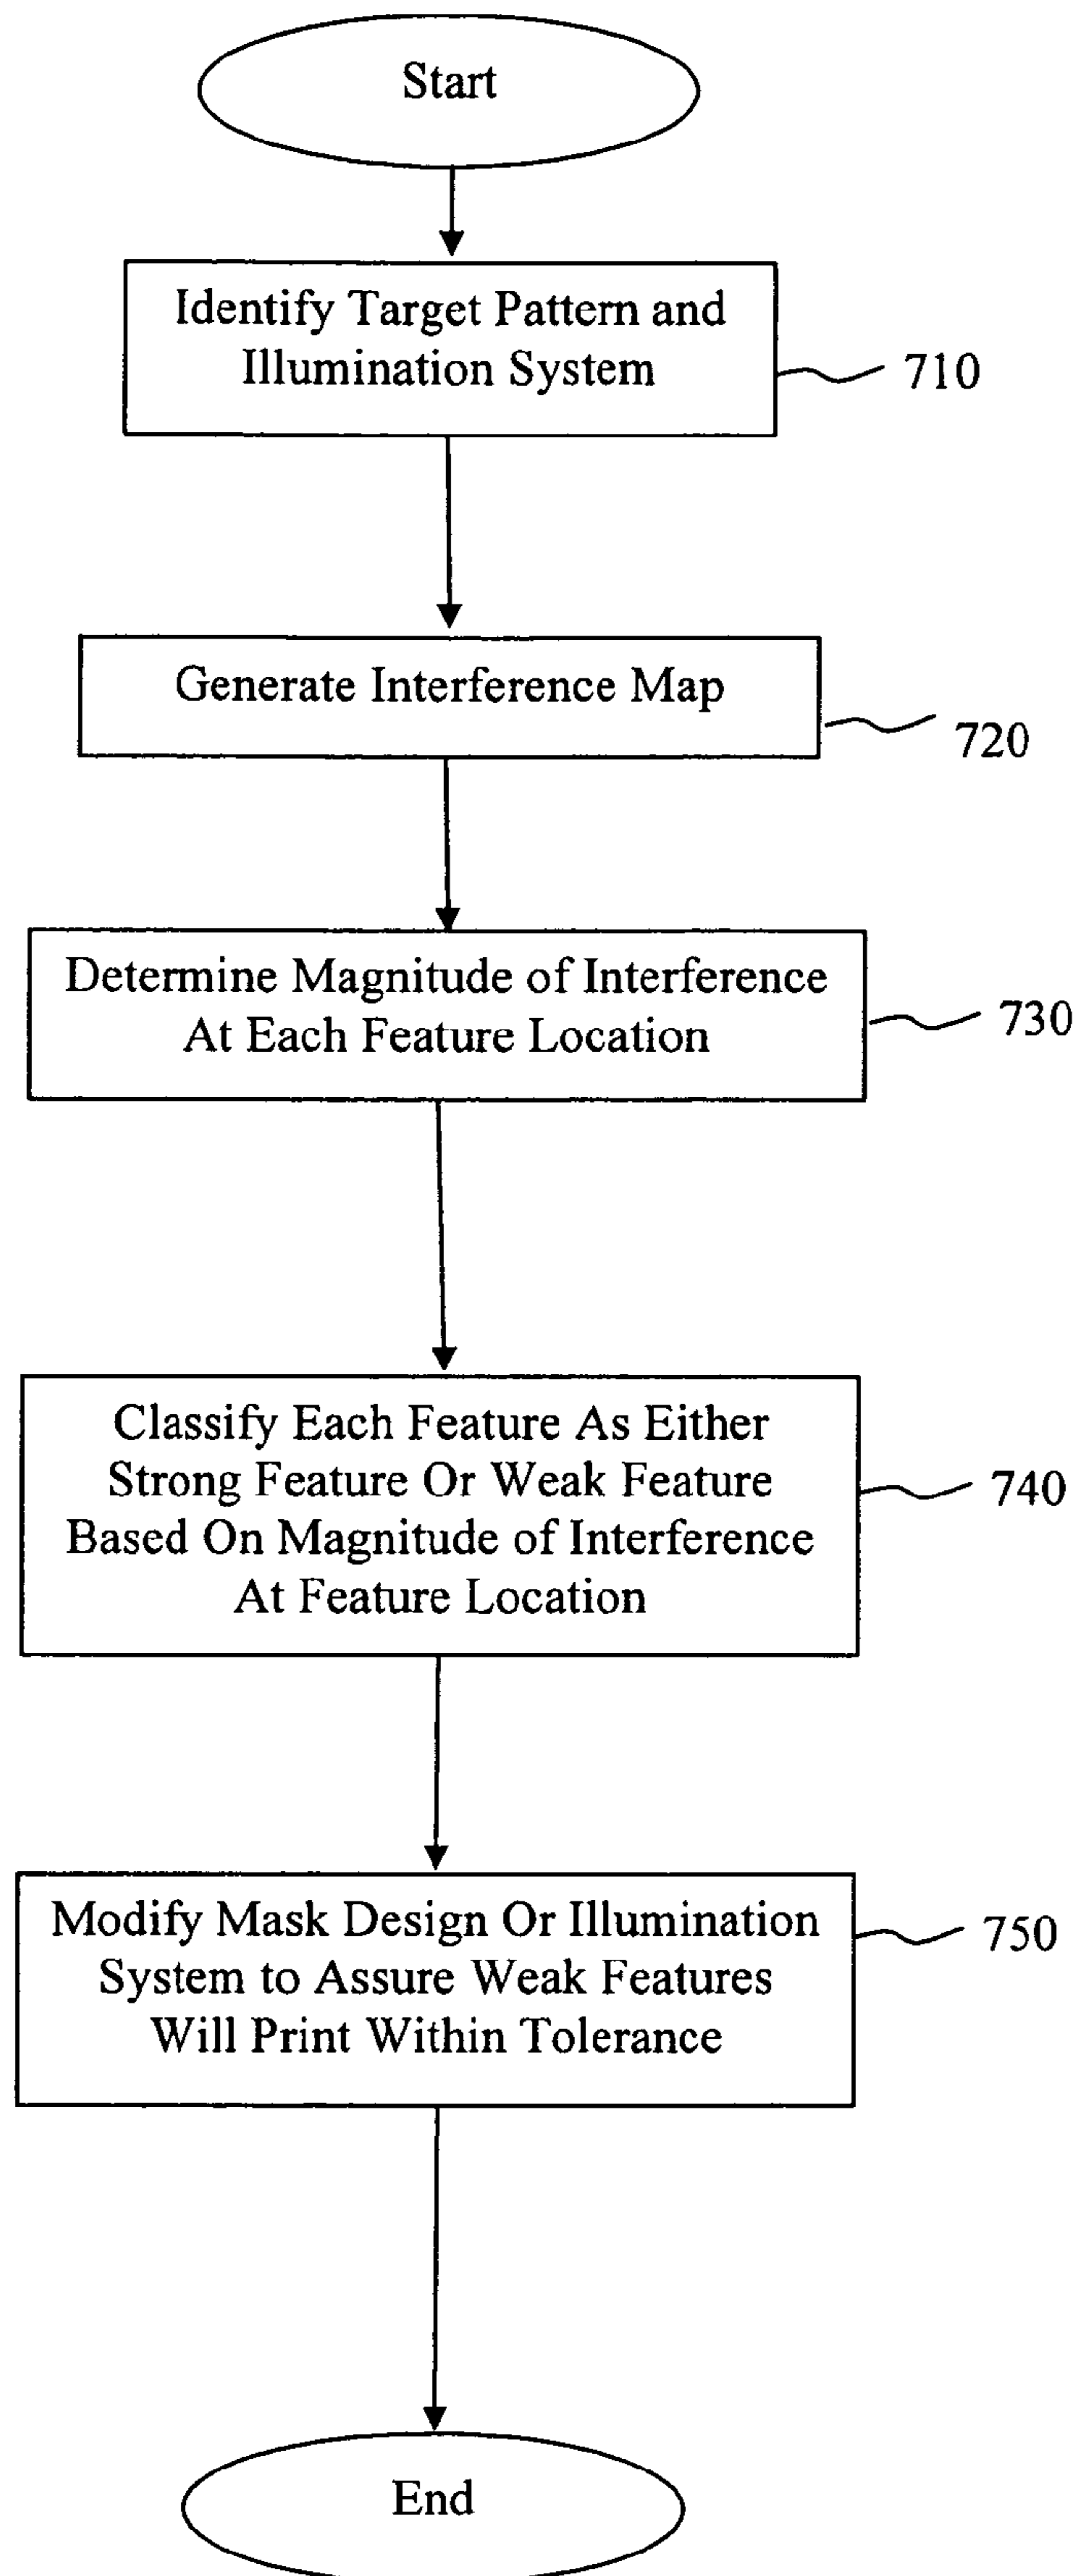 Start
Identify Target Pattern and
Illumination System
710
Generate Interference Map
720
Determine Magnitude of Interference
At Each Feature Location
730
Classify Each Feature As Either
Strong Feature Or Weak Feature
Based On Magnitude of Interference
At Feature Location
740
Modify Mask Design Or Illumination
System to Assure Weak Features
Will Print Within Tolerance
750
End